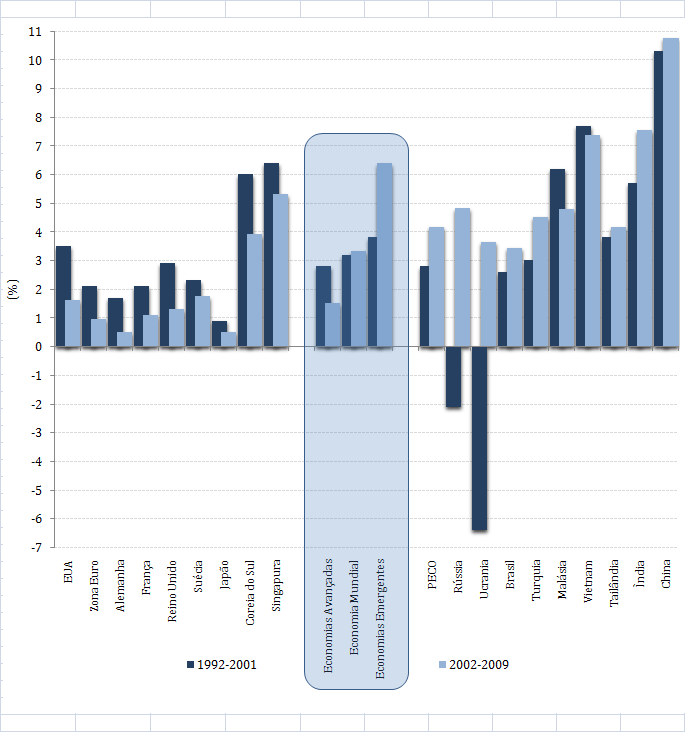 11
10
9
8
7
6
5
4
3
2
1
0
-1
-2
-3
-4
-5
-6
-7
(%)
EUA
Zona Euro
Alemanha
França
Reino Unido
Suécia
Japão
Coreia do Sul
Singapura
Economias Avançadas
Economia Mundial
Economias Emergentes
PECO
Rússia
Ucrania
Brasil
Turquia
Malásia
Vietnam
Tailândia
Índia
China
1992-2001
2002-2009